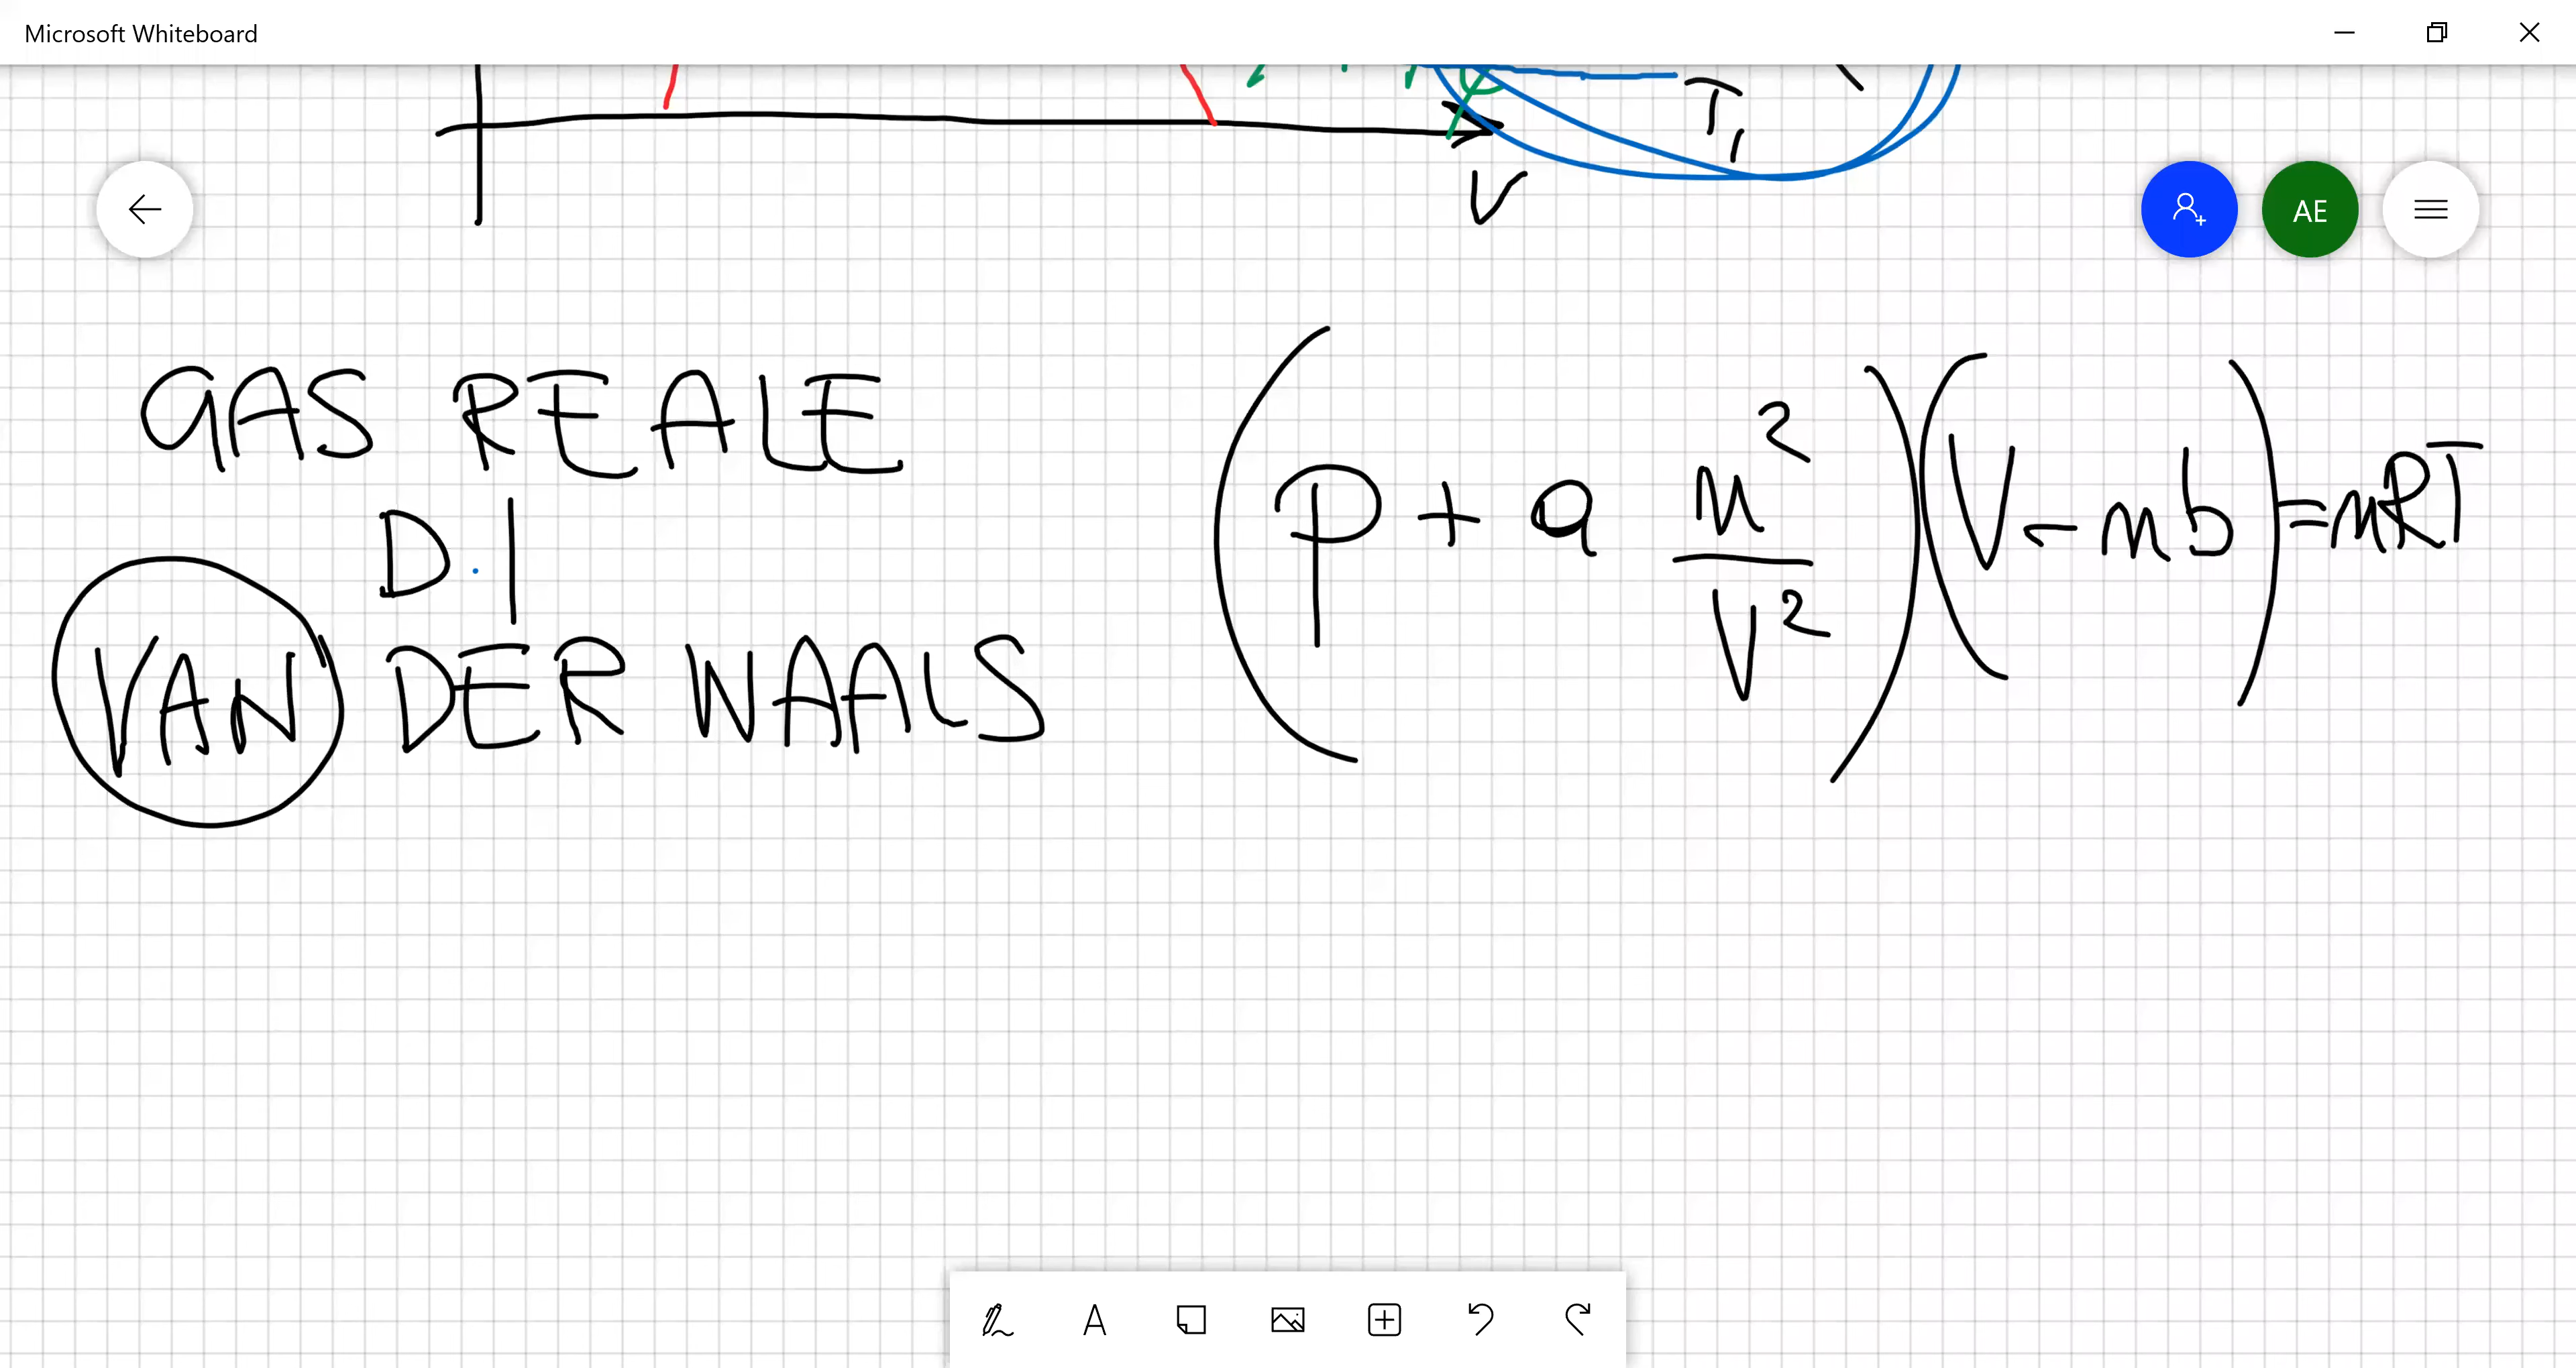 Microsoft Whiteboard
T1
V
AE
GAS REALE
DI
VAN DER WAALS
(p + a n²/V²)(V - nb) = nRT
A